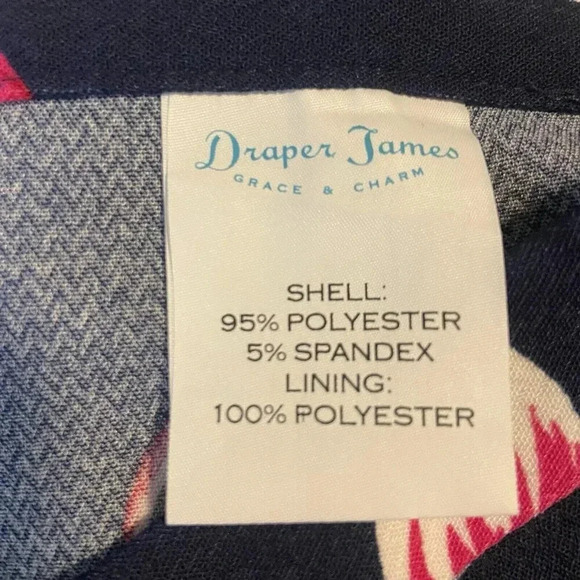 Draper James
GRACE & CHARM
SHELL:
95% POLYESTER
5% SPANDEX
LINING:
100% POLYESTER